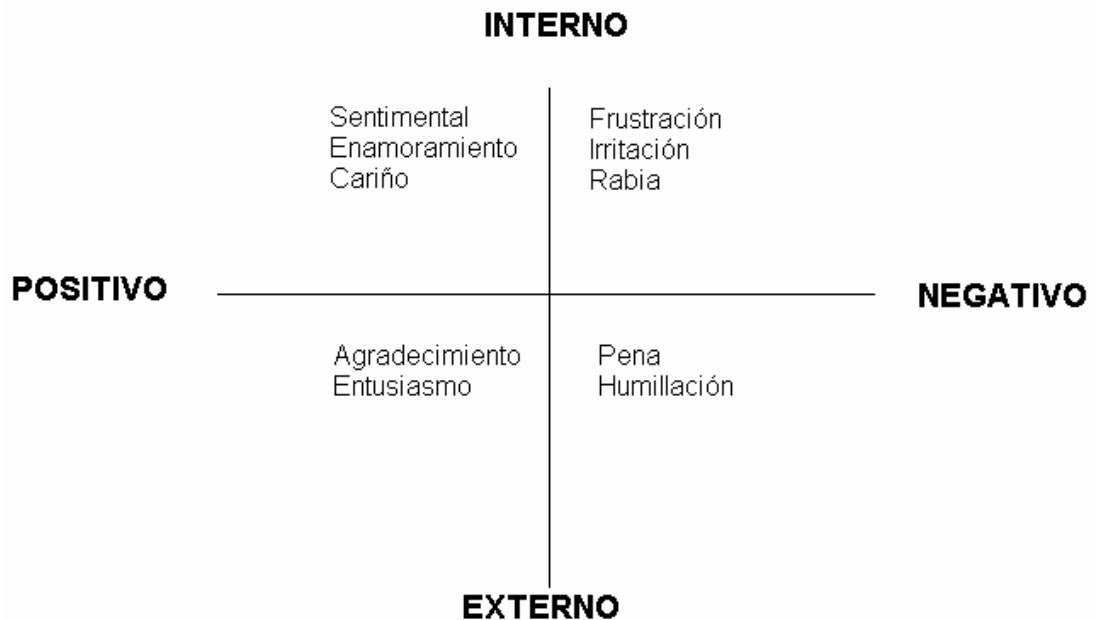 INTERNO
Sentimental
Enamoramiento
Cariño
Frustración
Irritación
Rabia
POSITIVO
NEGATIVO
Agradecimiento
Entusiasmo
Pena
Humillación
EXTERNO